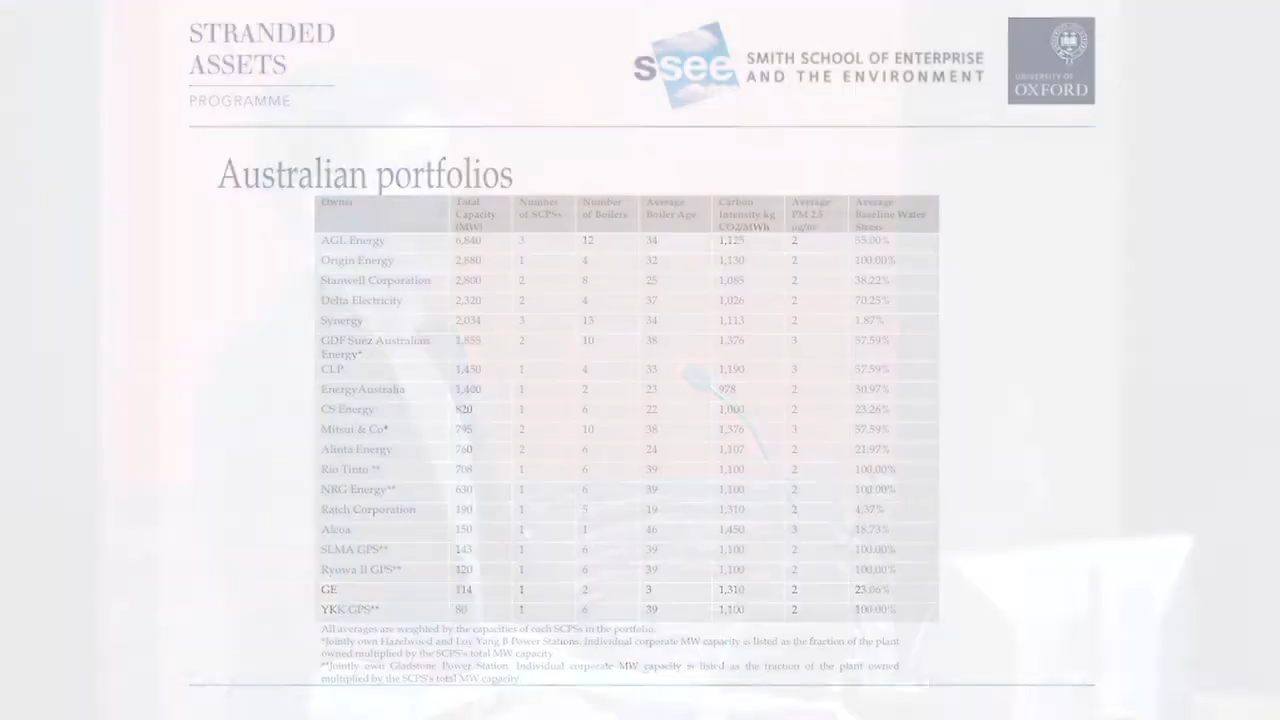 STRANDED
ASSETS
PROGRAMME
ssee
SMITH SCHOOL OF ENTERPRISE
AND THE ENVIRONMENT
UNIVERSITY OF
OXFORD
Australian portfolios
Owner Total Capacity (MW) Number of SCPSs Number of Boilers Average Boiler Age Carbon Intensity kg CO2/MWh Average PM 2.5 Average Baseline Water Stress
AGL Energy 6,840 3 12 34 1,125 2 55.00%
Origin Energy 2,880 1 4 32 1,130 2 100.00%
Stanwell Corporation 2,800 2 8 25 1,085 2 38.22%
Delta Electricity 2,320 2 4 37 1,026 2 70.25%
Synergy 2,034 3 13 34 1,113 2 1.87%
GDF Suez Australian Energy* 1,855 2 10 38 1,376 3 57.59%
CLP 1,450 1 4 33 1,190 3 57.59%
EnergyAustralia 1,400 1 2 23 978 2 30.97%
CS Energy 820 1 6 22 1,000 2 23.26%
Mitsui & Co* 795 2 10 38 1,376 3 57.59%
Alinta Energy 760 2 6 24 1,107 2 21.97%
Rio Tinto ** 708 1 6 39 1,100 2 100.00%
NRG Energy** 630 1 6 39 1,100 2 100.00%
Ratch Corporation 190 1 5 19 1,310 2 4.37%
Alcoa 150 1 1 46 1,450 3 18.73%
SLMA GPS** 143 1 6 39 1,100 2 100.00%
Ryowa II GPS** 120 1 6 39 1,100 2 100.00%
GE 114 1 2 3 1,310 2 23.06%
YKK GPS** 80 1 6 39 1,100 2 100.00%
All averages are weighted by the capacities of each SCPSs in the portfolio.
*Jointly own Hazelwood and Loy Yang B Power Stations. Individual corporate MW capacity is listed as the fraction of the plant
owned multiplied by the SCPS's total MW capacity
**Jointly own Gladstone Power Station. Individual corporate MW capacity is listed as the fraction of the plant owned
multiplied by the SCPS's total MW capacity.